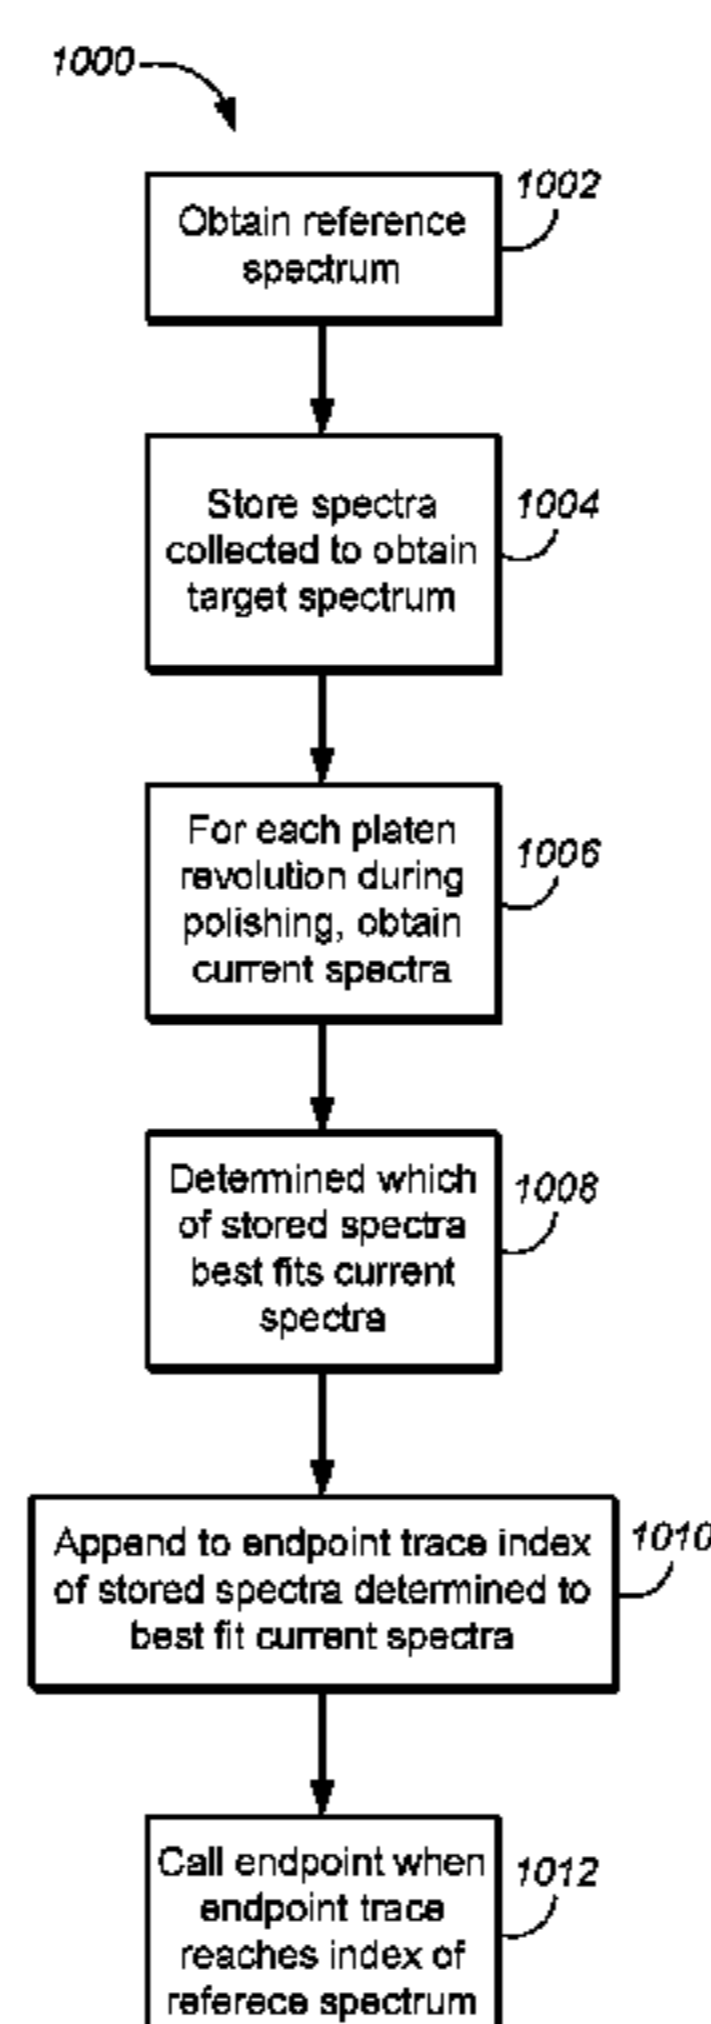 1000
Obtain reference
spectrum
1002
Store spectra
collected to obtain
target spectrum
1004
For each platen
revolution during
polishing, obtain
current spectra
1006
Determined which
of stored spectra
best fits current
spectra
1008
Append to endpoint trace index
of stored spectra determined to
best fit current spectra
1010
Call endpoint when
endpoint trace
reaches index of
referece spectrum
1012